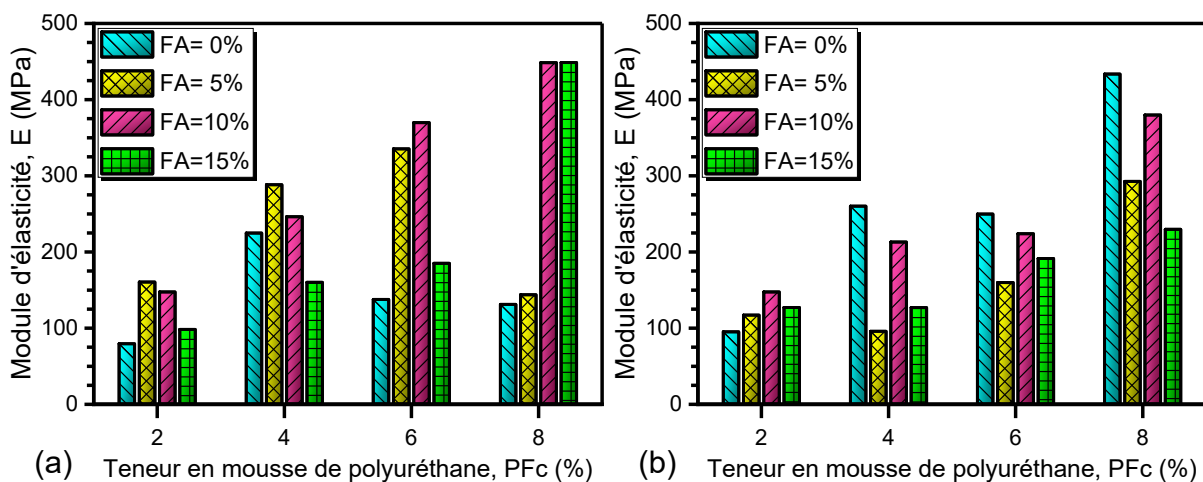 Module d'élasticité, E (MPa)
500
400
300
200
100
0
FA= 0%
FA= 5%
FA=10%
FA=15%
2 4 6 8
(a) Teneur en mousse de polyuréthane, PFc (%)
Module d'élasticité, E (MPa)
500
400
300
200
100
0
FA= 0%
FA= 5%
FA=10%
FA=15%
2 4 6 8
(b) Teneur en mousse de polyuréthane, PFc (%)